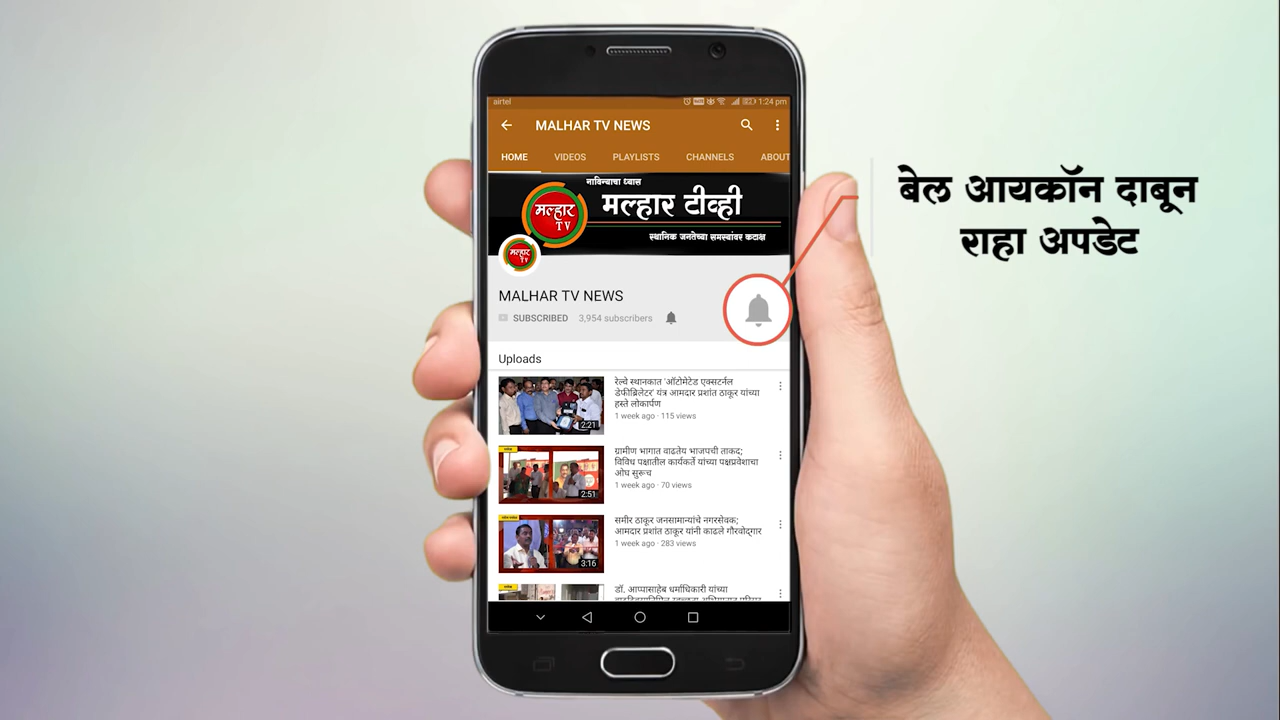 airtel
1:24 pm
MALHAR TV NEWS
HOME VIDEOS PLAYLISTS CHANNELS ABOUT
नाविन्याचा ध्यास
मल्हार टीव्ही
मल्हार
TV
स्थानिक जनतेच्या समस्यांवर कटाक्ष
मल्हार
TV
बेल आयकॉन दाबून
राहा अपडेट
MALHAR TV NEWS
SUBSCRIBED 3,954 subscribers
Uploads
रेल्वे स्थानकात 'ऑटोमेटेड एक्सटर्नल
डेफीब्रिलेटर' यंत्र आमदार प्रशांत ठाकूर यांच्या
हस्ते लोकार्पण
1 week ago · 115 views
2:21
ग्रामीण भागात वाढतेय भाजपची ताकद;
विविध पक्षातील कार्यकर्ते यांच्या पक्षप्रवेशाचा
ओघ सुरूच
1 week ago · 70 views
2:51
समीर ठाकूर जनसामान्यांचे नगरसेवक;
आमदार प्रशांत ठाकूर यांनी काढले गौरवोद्गार
1 week ago · 283 views
3:16
डॉ. आप्पासाहेब धर्माधिकारी यांच्या